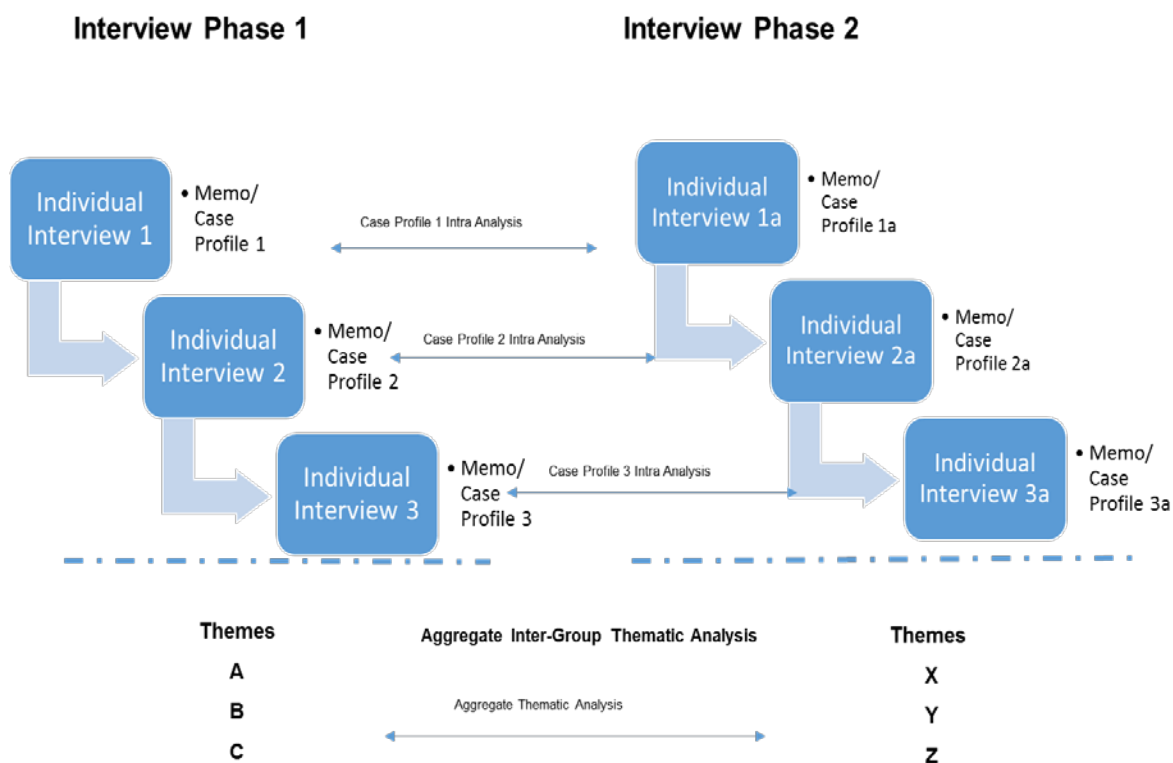 Interview Phase 1
Interview Phase 2
Individual
Interview 1
• Memo/
Case
Profile 1
Case Profile 1 Intra Analysis
Individual
Interview 1a
• Memo/
Case
Profile 1a
Individual
Interview 2
• Memo/
Case
Profile 2
Case Profile 2 Intra Analysis
Individual
Interview 2a
• Memo/
Case
Profile 2a
Individual
Interview 3
• Memo/
Case
Profile 3
Case Profile 3 Intra Analysis
Individual
Interview 3a
• Memo/
Case
Profile 3a
Themes
A
B
C
Aggregate Inter-Group Thematic Analysis
Aggregate Thematic Analysis
Themes
X
Y
Z